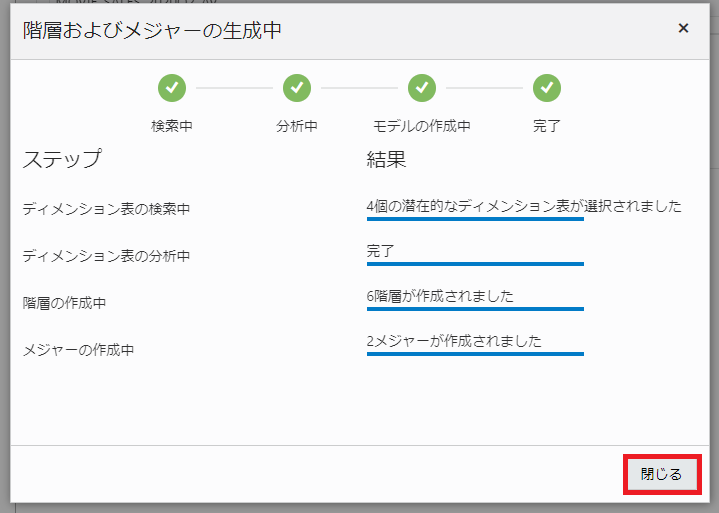 階層およびメジャーの生成中
×
検索中 分析中 モデルの作成中 完了
ステップ 結果
ディメンション表の検索中 4個の潜在的なディメンション表が選択されました
ディメンション表の分析中 完了
階層の作成中 6階層が作成されました
メジャーの作成中 2メジャーが作成されました
閉じる